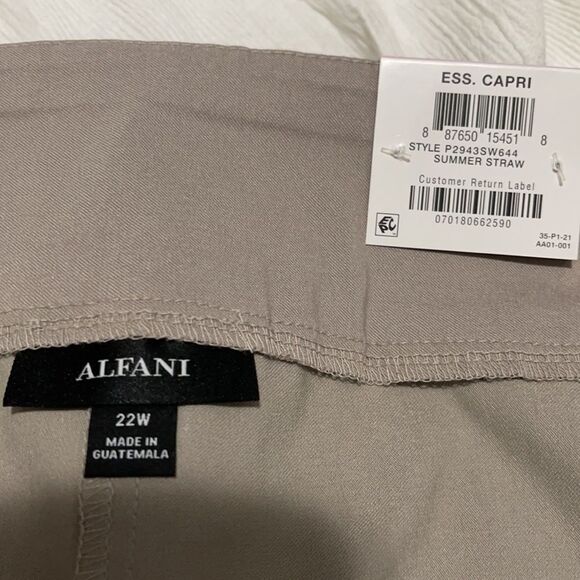 ESS. CAPRI
8 87650 15451 8
STYLE P2943SW644
SUMMER STRAW
Customer Return Label
070180662590
EPC
35-P1-21
AA01-001
ALFANI
22W
MADE IN
GUATEMALA